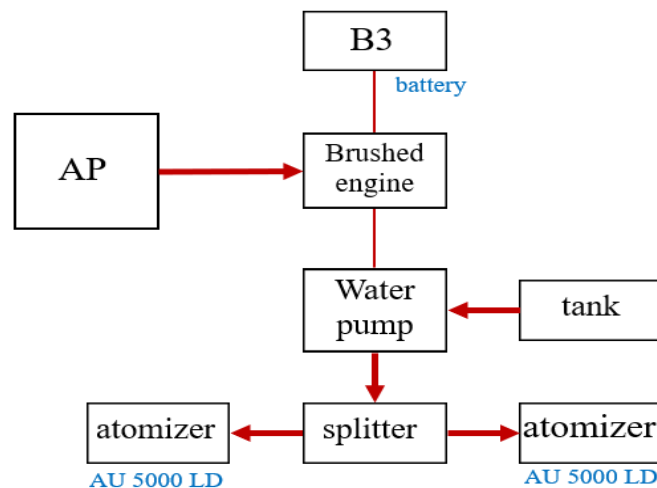 B3
battery
AP
Brushed
engine
Water
pump
tank
atomizer
splitter
atomizer
AU 5000 LD
AU 5000 LD